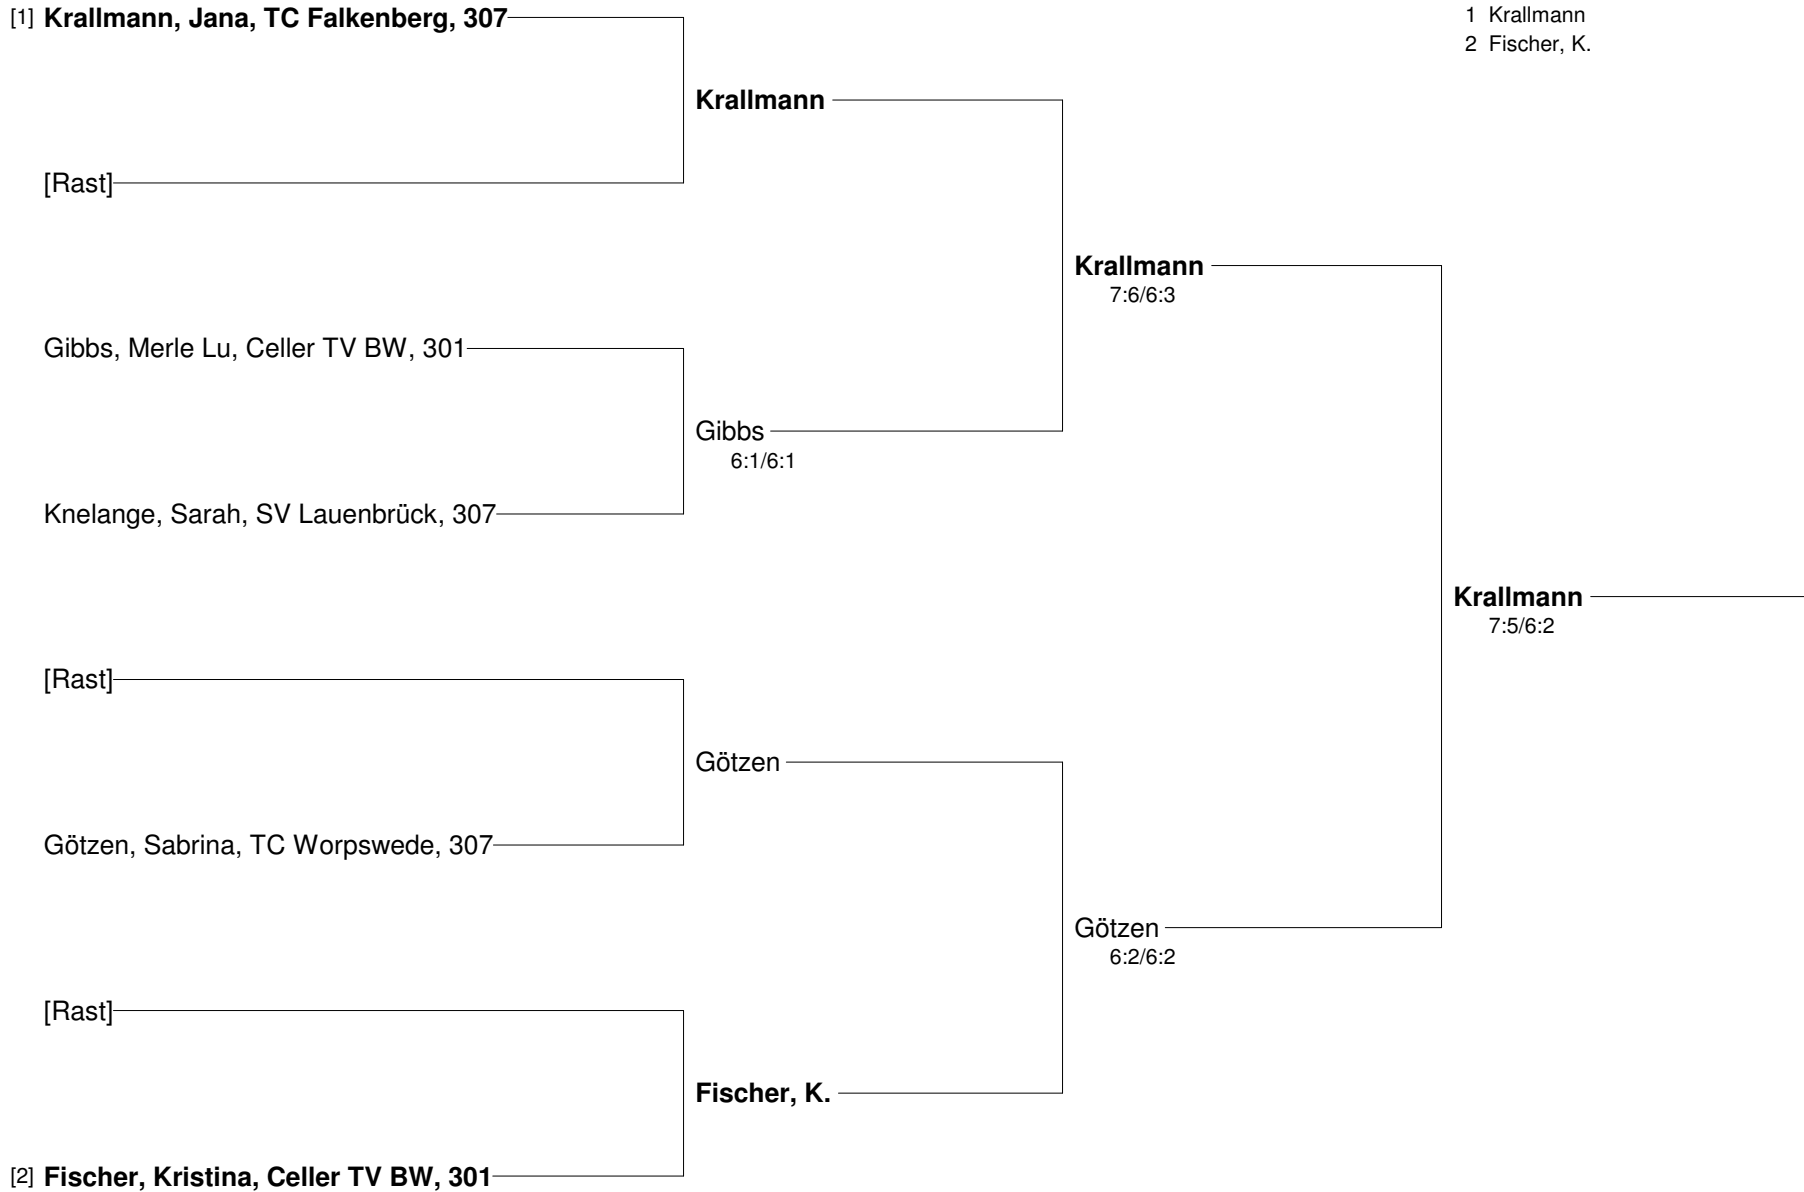 [1] Krallmann, Jana, TC Falkenberg, 307
1 Krallmann
2 Fischer, K.
Krallmann
[Rast]
Krallmann
7:6/6:3
Gibbs, Merle Lu, Celler TV BW, 301
Gibbs
6:1/6:1
Knelange, Sarah, SV Lauenbrück, 307
Krallmann
7:5/6:2
[Rast]
Götzen
Götzen, Sabrina, TC Worpswede, 307
Götzen
6:2/6:2
[Rast]
Fischer, K.
[2] Fischer, Kristina, Celler TV BW, 301